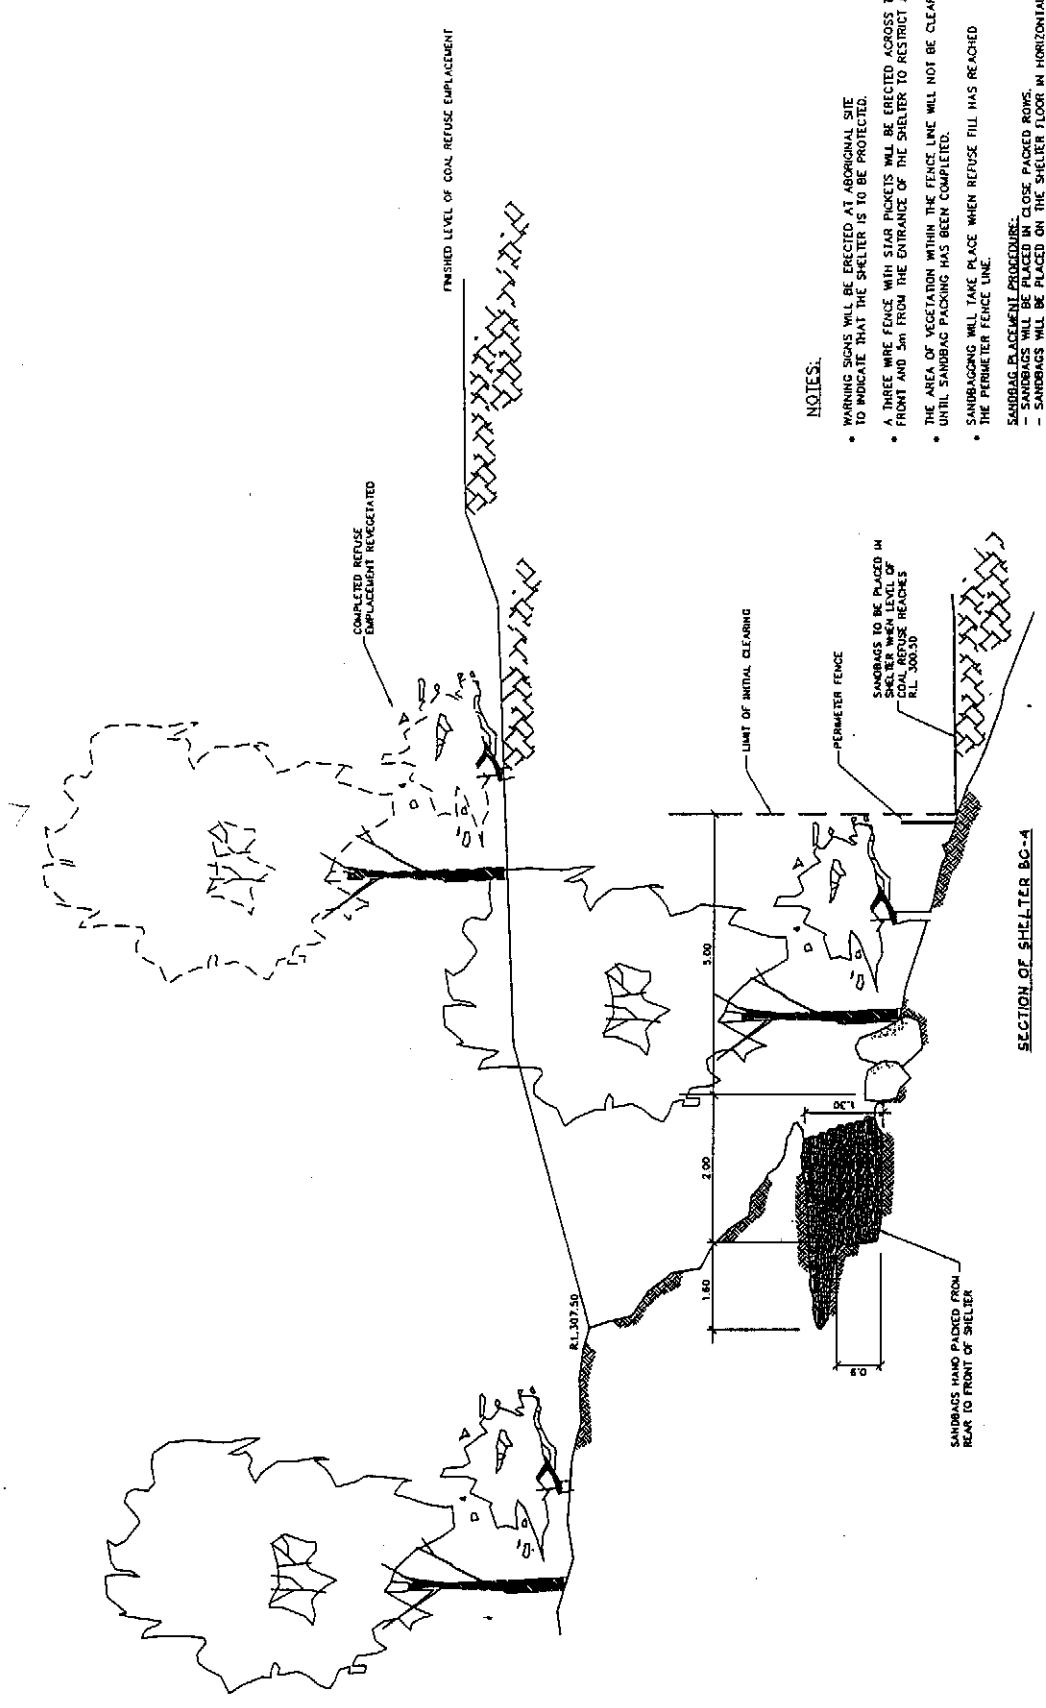 FINISHED LEVEL OF COAL REFUSE EMPLACEMENT
COMPLETED REFUSE
EMPLACEMENT REVEGETATED
R.L.307.50
LIMIT OF INITIAL CLEARING
PERIMETER FENCE
SANDBAGS TO BE PLACED IN
SHELTER WHEN LEVEL OF
COAL REFUSE REACHES
R.L. 300.50
1.60
2.00
5.00
1.30
0.9
SANDBAGS HAND PACKED FROM
REAR TO FRONT OF SHELTER
SECTION OF SHELTER BC-4
NOTES:
• WARNING SIGNS WILL BE ERECTED AT ABORIGINAL SITE
TO INDICATE THAT THE SHELTER IS TO BE PROTECTED.
• A THREE WIRE FENCE WITH STAR PICKETS WILL BE ERECTED ACROSS
FRONT AND 5m FROM THE ENTRANCE OF THE SHELTER TO RESTRICT
• THE AREA OF VEGETATION WITHIN THE FENCE LINE WILL NOT BE
UNTIL SANDBAG PACKING HAS BEEN COMPLETED.
• SANDBAGGING WILL TAKE PLACE WHEN REFUSE FILL HAS REACHED
THE PERIMETER FENCE LINE.
SANDBAG PLACEMENT PROCEDURE:
- SANDBAGS WILL BE PLACED IN CLOSE PACKED ROWS.
- SANDBAGS WILL BE PLACED ON THE SHELTER FLOOR IN